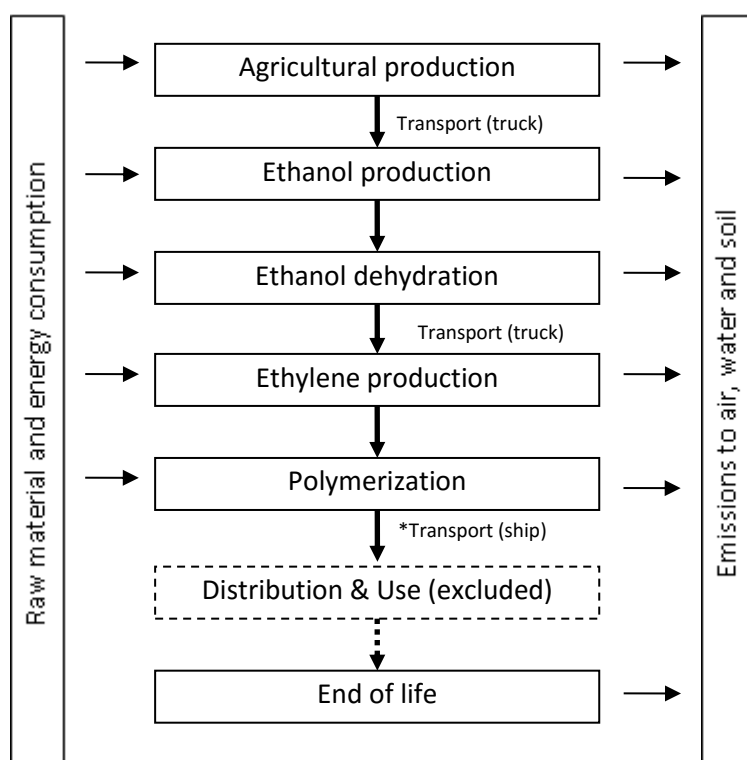 Raw material and energy consumption
Agricultural production
Transport (truck)
Ethanol production
Ethanol dehydration
Transport (truck)
Ethylene production
Polymerization
*Transport (ship)
Distribution & Use (excluded)
End of life
Emissions to air, water and soil